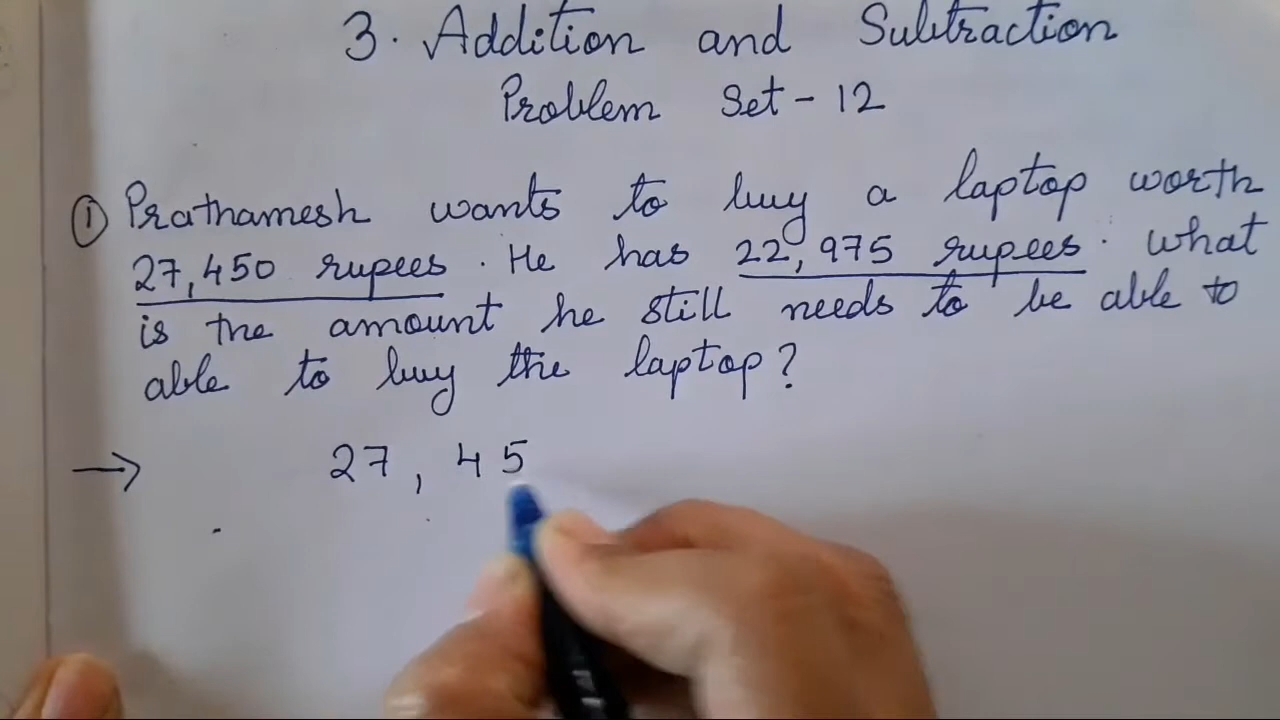 3. Addition and Subtraction
Problem Set - 12
① Prathamesh wants to buy a laptop worth
27,450 rupees. He has 22,975 rupees. What
is the amount he still needs to be able to
able to buy the laptop?
→ 27, 45